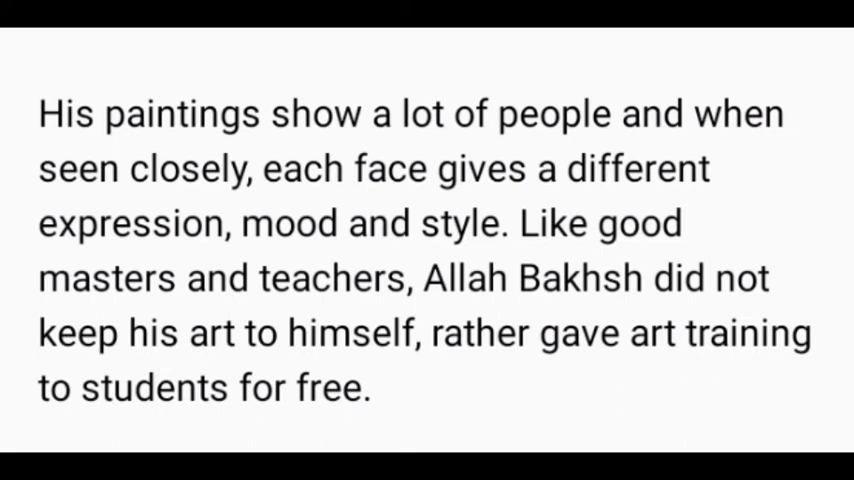 His paintings show a lot of people and when
seen closely, each face gives a different
expression, mood and style. Like good
masters and teachers, Allah Bakhsh did not
keep his art to himself, rather gave art training
to students for free.